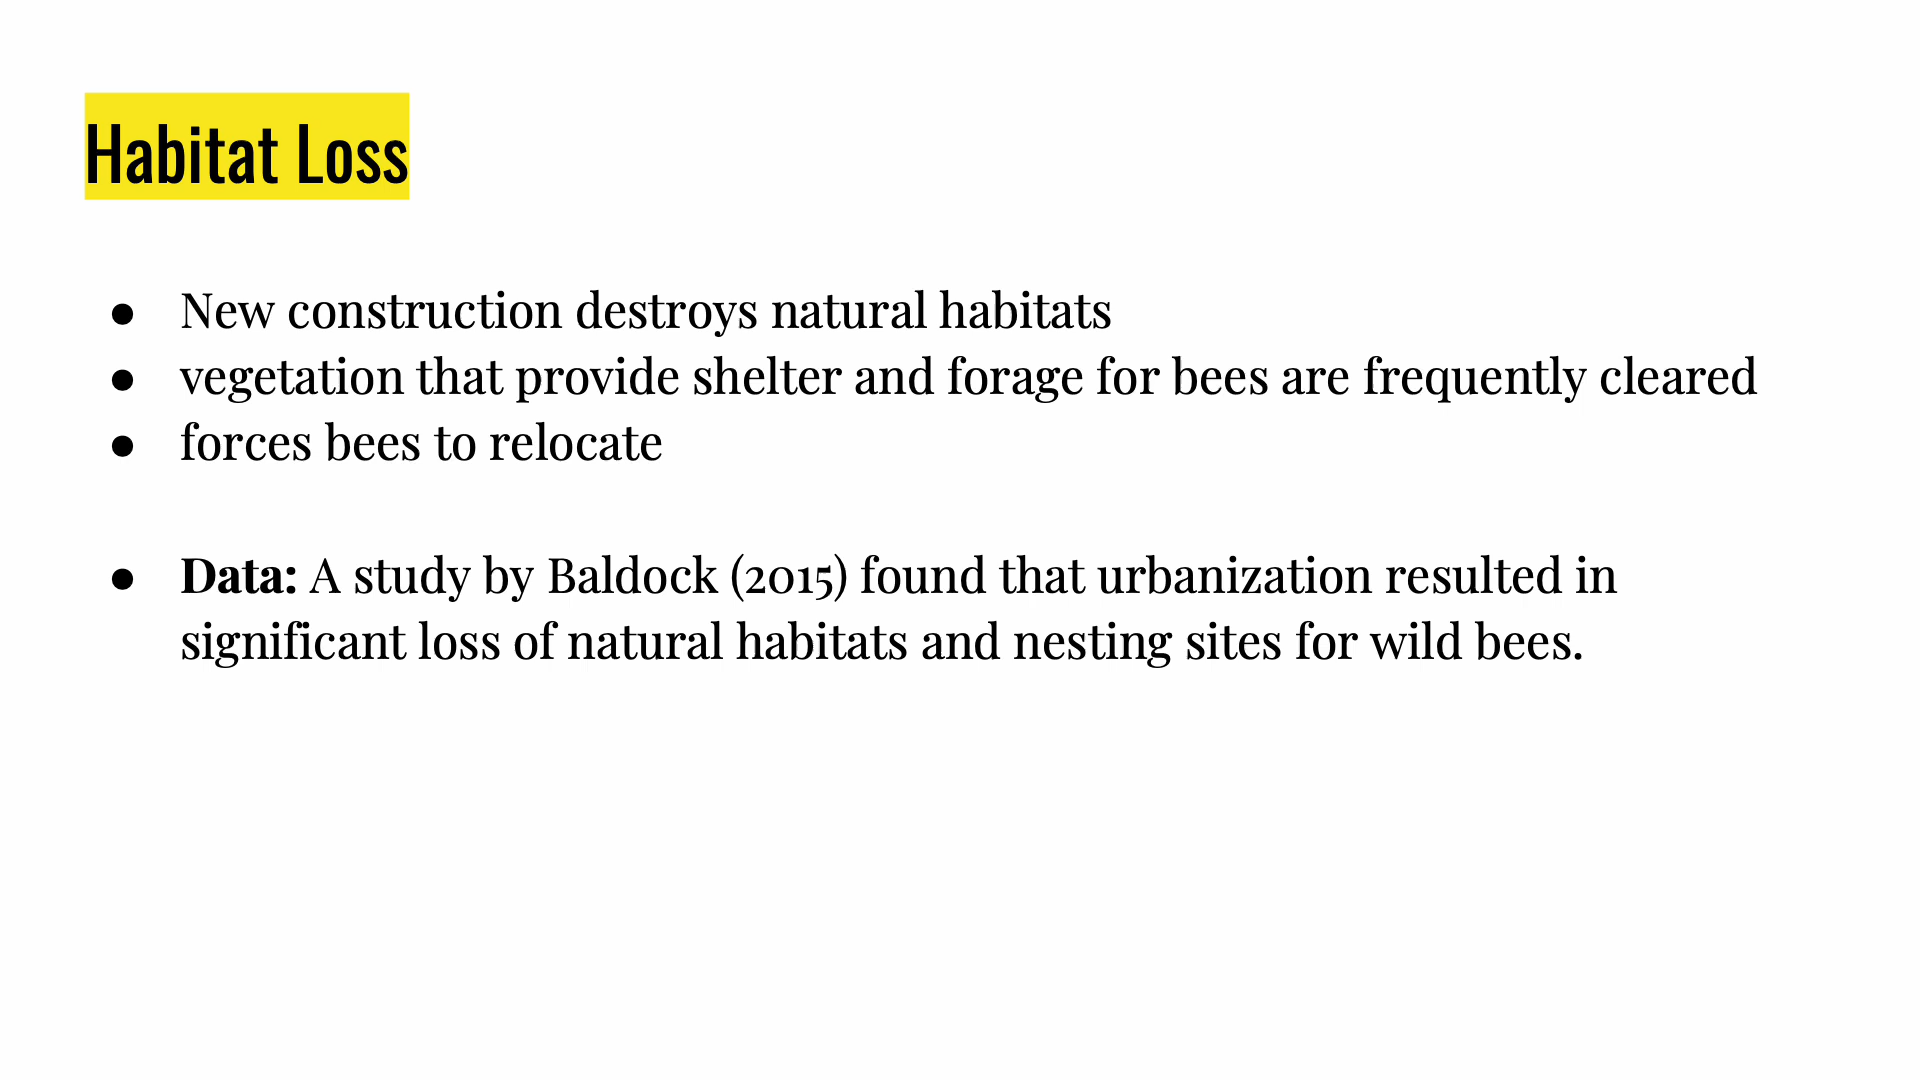 Habitat Loss
● New construction destroys natural habitats
● vegetation that provide shelter and forage for bees are frequently cleared
● forces bees to relocate
● Data: A study by Baldock (2015) found that urbanization resulted in
significant loss of natural habitats and nesting sites for wild bees.